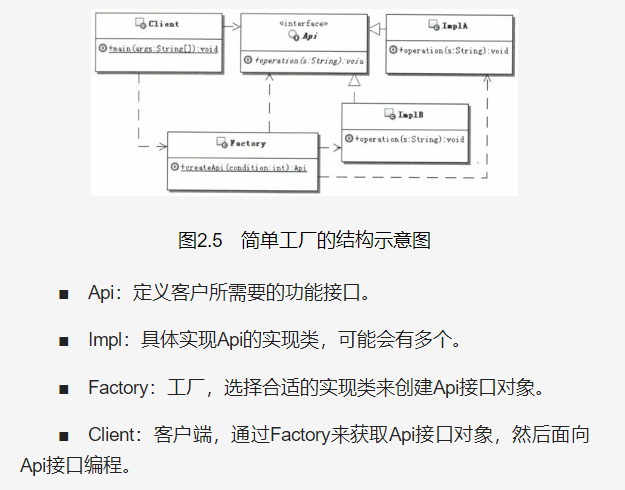 Client
+main(args:String[]):void
«interface»
Api
+operation(s:String):void
ImplA
+operation(s:String):void
ImplB
+operation(s:String):void
Factory
+createApi(condition:int):Api
图2.5 简单工厂的结构示意图
■ Api：定义客户所需要的功能接口。
■ Impl：具体实现Api的实现类，可能会有多个。
■ Factory：工厂，选择合适的实现类来创建Api接口对象。
■ Client：客户端，通过Factory来获取Api接口对象，然后面向
Api接口编程。